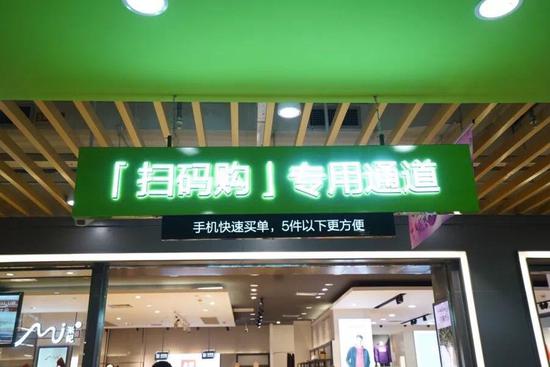 「扫码购」专用通道
手机快速买单，5件以下更方便